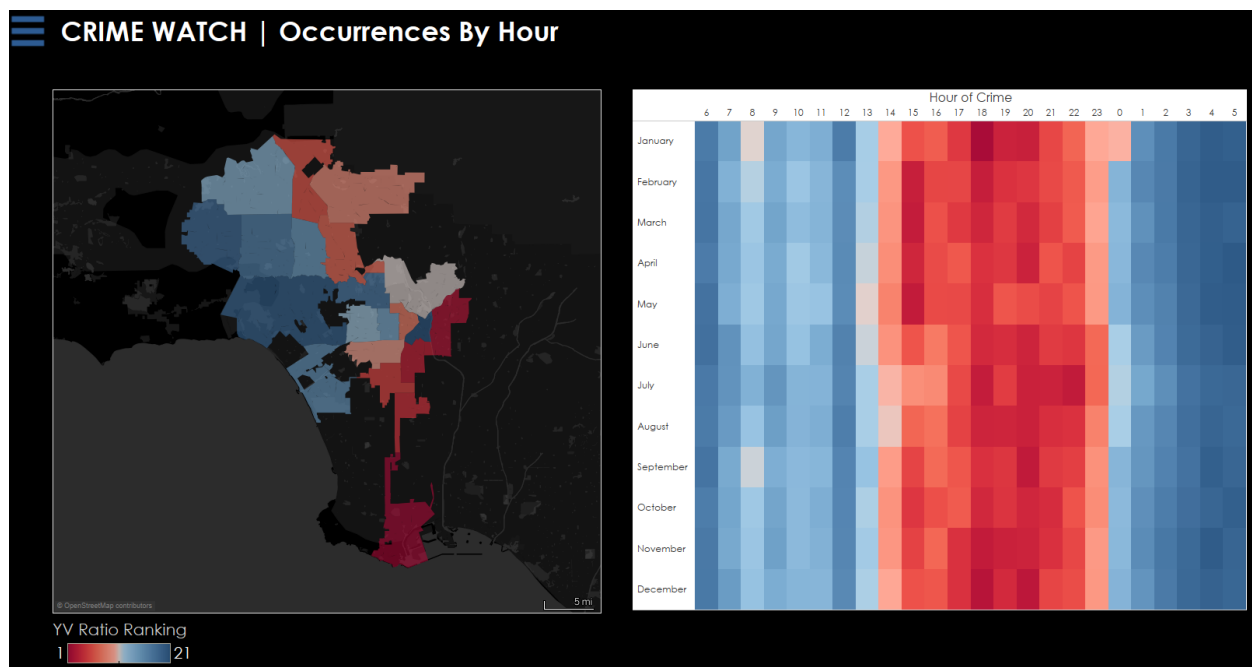 CRIME WATCH | Occurrences By Hour
© OpenStreetMap contributors
5 mi
YV Ratio Ranking
1 21
Hour of Crime
6 7 8 9 10 11 12 13 14 15 16 17 18 19 20 21 22 23 0 1 2 3 4 5
January
February
March
April
May
June
July
August
September
October
November
December